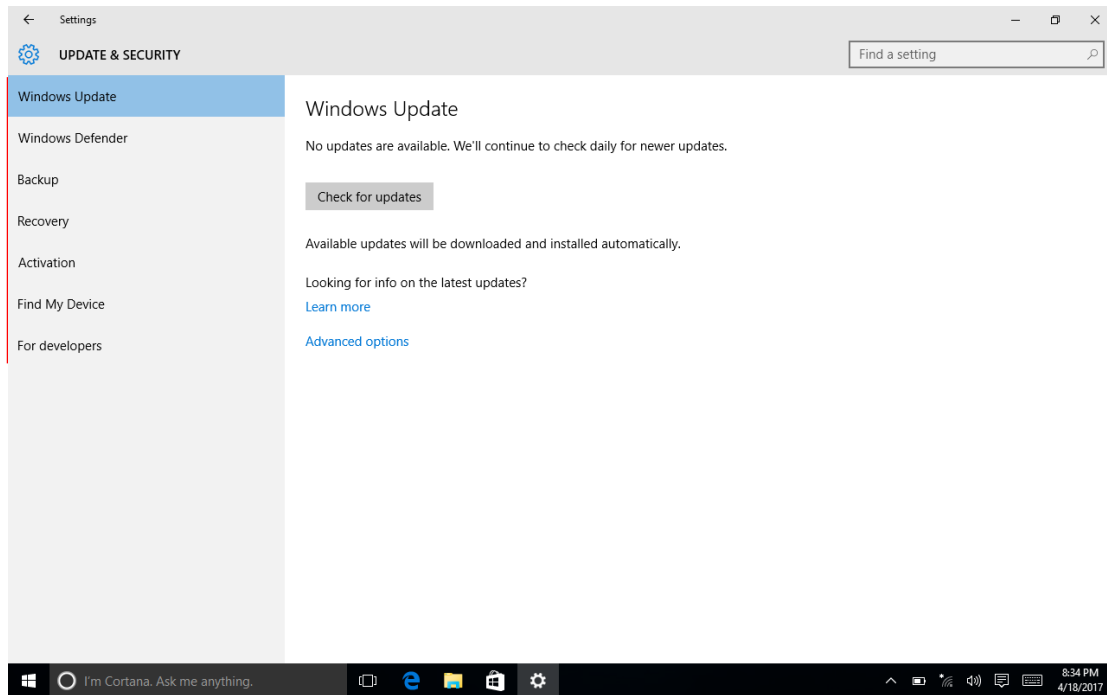 Settings
UPDATE & SECURITY
Find a setting
Windows Update
Windows Defender
Backup
Recovery
Activation
Find My Device
For developers
Windows Update
No updates are available. We'll continue to check daily for newer updates.
Check for updates
Available updates will be downloaded and installed automatically.
Looking for info on the latest updates?
Learn more
Advanced options
I'm Cortana. Ask me anything.
8:34 PM
4/18/2017